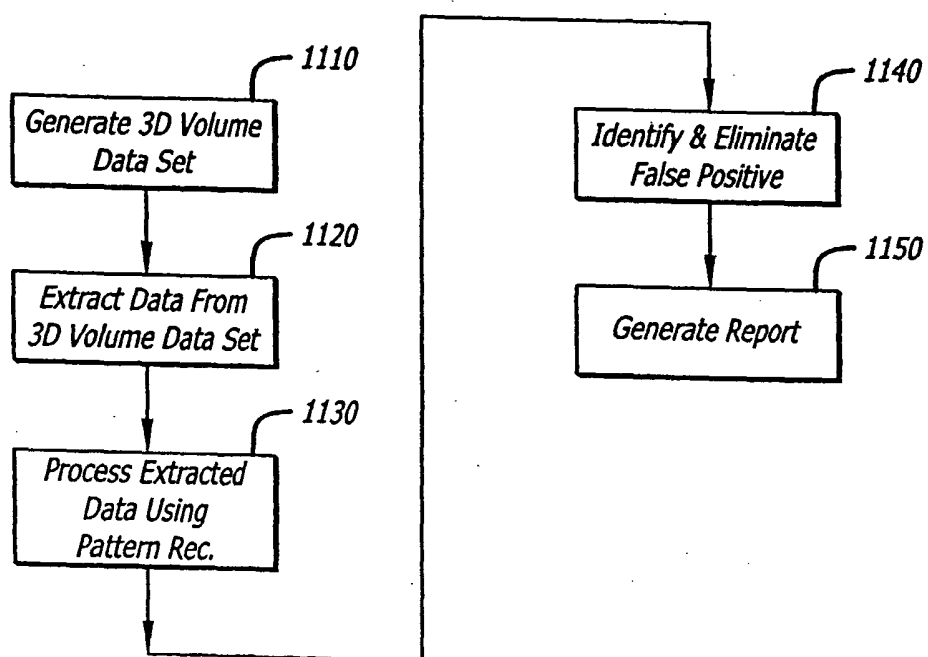 1110
Generate 3D Volume
Data Set
1120
Extract Data From
3D Volume Data Set
1130
Process Extracted
Data Using
Pattern Rec.
1140
Identify & Eliminate
False Positive
1150
Generate Report